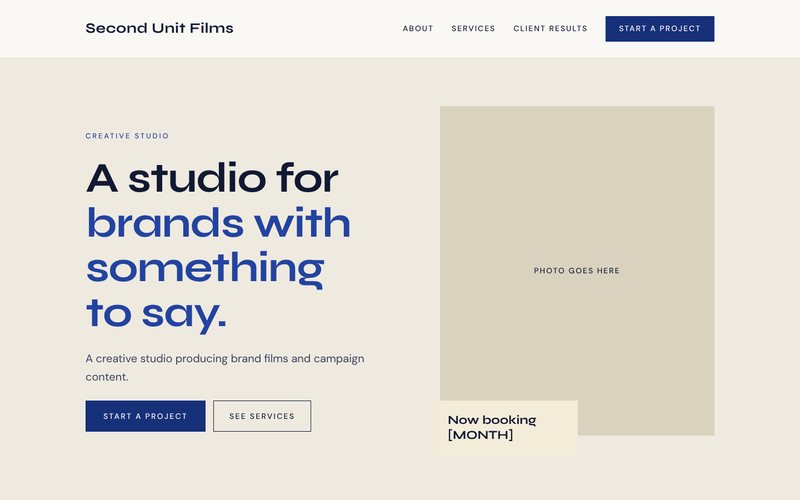 Second Unit Films
ABOUT
SERVICES
CLIENT RESULTS
START A PROJECT
CREATIVE STUDIO
A studio for
brands with
something
to say.
A creative studio producing brand films and campaign
content.
START A PROJECT
SEE SERVICES
PHOTO GOES HERE
Now booking
[MONTH]